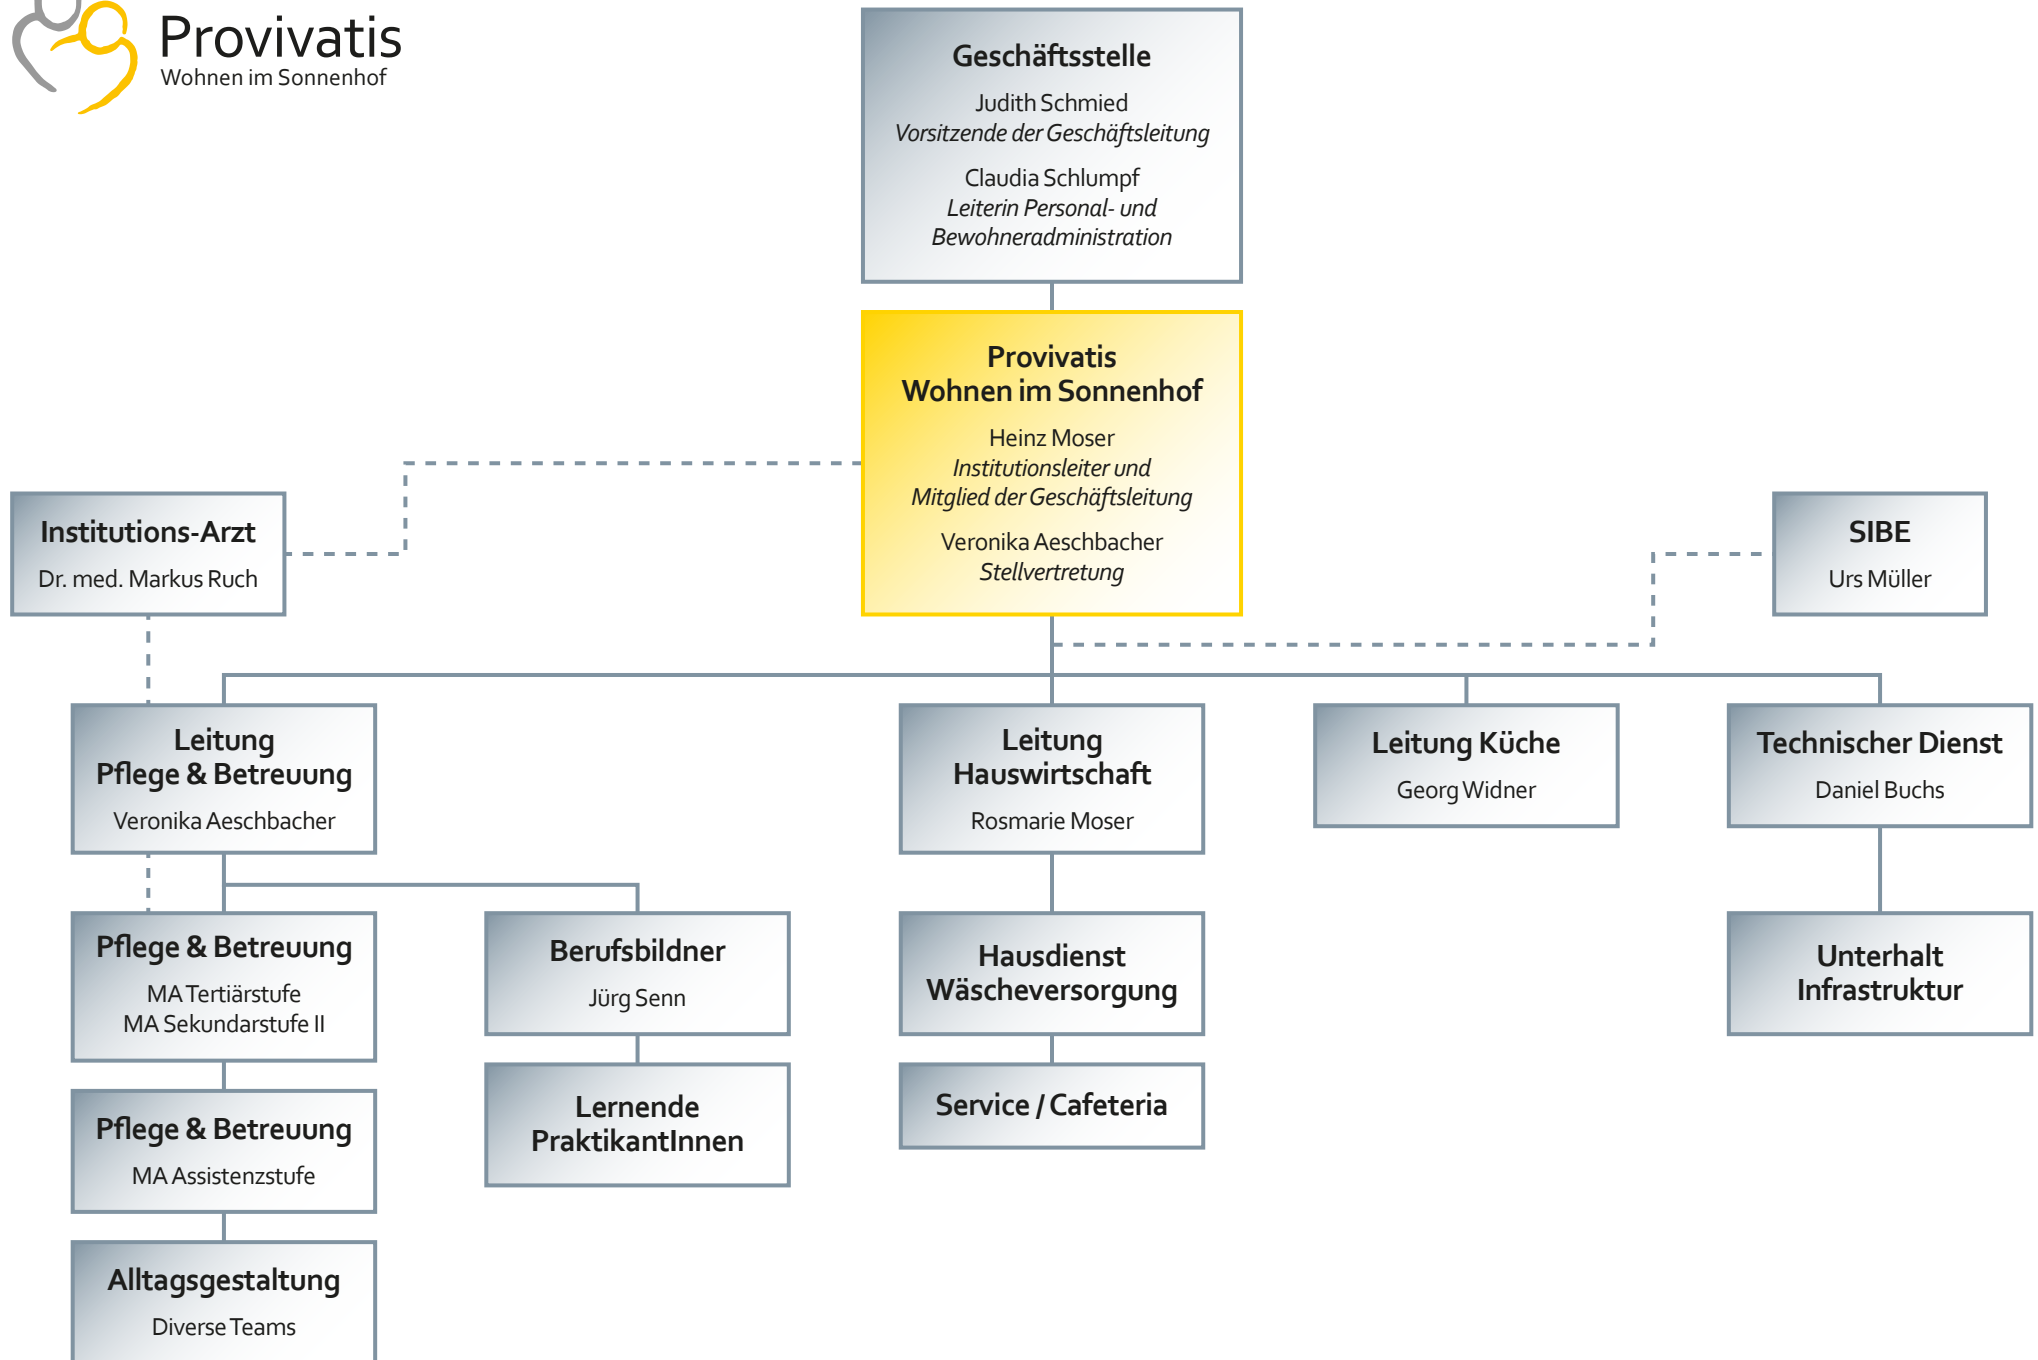 Provivatis
Wohnen im Sonnenhof
Geschäftsstelle
Judith Schmied
Vorsitzende der Geschäftsleitung
Claudia Schlumpf
Leiterin Personal- und
Bewohneradministration
Provivatis
Wohnen im Sonnenhof
Heinz Moser
Institutionsleiter und
Mitglied der Geschäftsleitung
Veronika Aeschbacher
Stellvertretung
Institutions-Arzt
Dr. med. Markus Ruch
SIBE
Urs Müller
Leitung
Pflege & Betreuung
Veronika Aeschbacher
Leitung
Hauswirtschaft
Rosmarie Moser
Leitung Küche
Georg Widner
Technischer Dienst
Daniel Buchs
Pflege & Betreuung
MA Tertiärstufe
MA Sekundarstufe II
Berufsbildner
Jürg Senn
Hausdienst
Wäscheversorgung
Unterhalt
Infrastruktur
Pflege & Betreuung
MA Assistenzstufe
Lernende
PraktikantInnen
Service / Cafeteria
Alltagsgestaltung
Diverse Teams